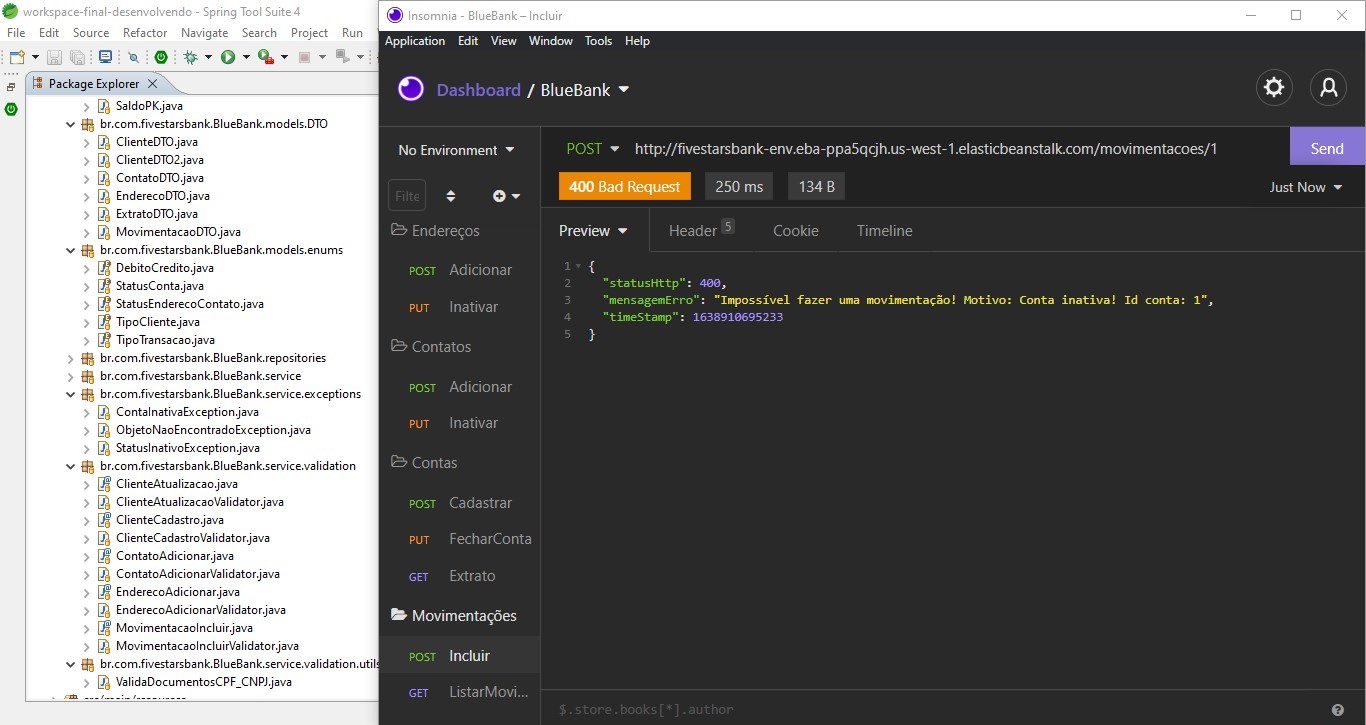 workspace-final-desenvolvendo - Spring Tool Suite 4
File Edit Source Refactor Navigate Search Project Run
Package Explorer
SaldoPK.java
br.com.fivestarsbank.BlueBank.models.DTO
ClienteDTO.java
ClienteDTO2.java
ContatoDTO.java
EnderecoDTO.java
ExtratoDTO.java
MovimentacaoDTO.java
br.com.fivestarsbank.BlueBank.models.enums
DebitoCredito.java
StatusConta.java
StatusEnderecoContato.java
TipoCliente.java
TipoTransacao.java
br.com.fivestarsbank.BlueBank.repositories
br.com.fivestarsbank.BlueBank.service
br.com.fivestarsbank.BlueBank.service.exceptions
ContaInativaException.java
ObjetoNaoEncontradoException.java
StatusInativoException.java
br.com.fivestarsbank.BlueBank.service.validation
ClienteAtualizacao.java
ClienteAtualizacaoValidator.java
ClienteCadastro.java
ClienteCadastroValidator.java
ContatoAdicionar.java
ContatoAdicionarValidator.java
EnderecoAdicionar.java
EnderecoAdicionarValidator.java
MovimentacaoIncluir.java
MovimentacaoIncluirValidator.java
br.com.fivestarsbank.BlueBank.service.validation.utils
ValidaDocumentosCPF_CNPJ.java
src/main/resources
Insomnia - BlueBank – Incluir
Application Edit View Window Tools Help
Dashboard / BlueBank
No Environment
Filte
Endereços
POST Adicionar
PUT Inativar
Contatos
POST Adicionar
PUT Inativar
Contas
POST Cadastrar
PUT FecharConta
GET Extrato
Movimentações
POST Incluir
GET ListarMovi...
POST http://fivestarsbank-env.eba-ppa5qcjh.us-west-1.elasticbeanstalk.com/movimentacoes/1 Send
400 Bad Request 250 ms 134 B Just Now
Preview Header 5 Cookie Timeline
1 {
2 "statusHttp": 400,
3 "mensagemErro": "Impossível fazer uma movimentação! Motivo: Conta inativa! Id conta: 1",
4 "timeStamp": 1638910695233
5 }
$.store.books[*].author